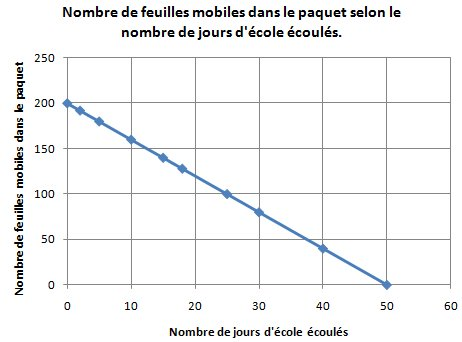 Nombre de feuilles mobiles dans le paquet selon le
nombre de jours d'école écoulés.
Nombre de feuilles mobiles dans le paquet
250
200
150
100
50
0
0 10 20 30 40 50 60
Nombre de jours d'école écoulés